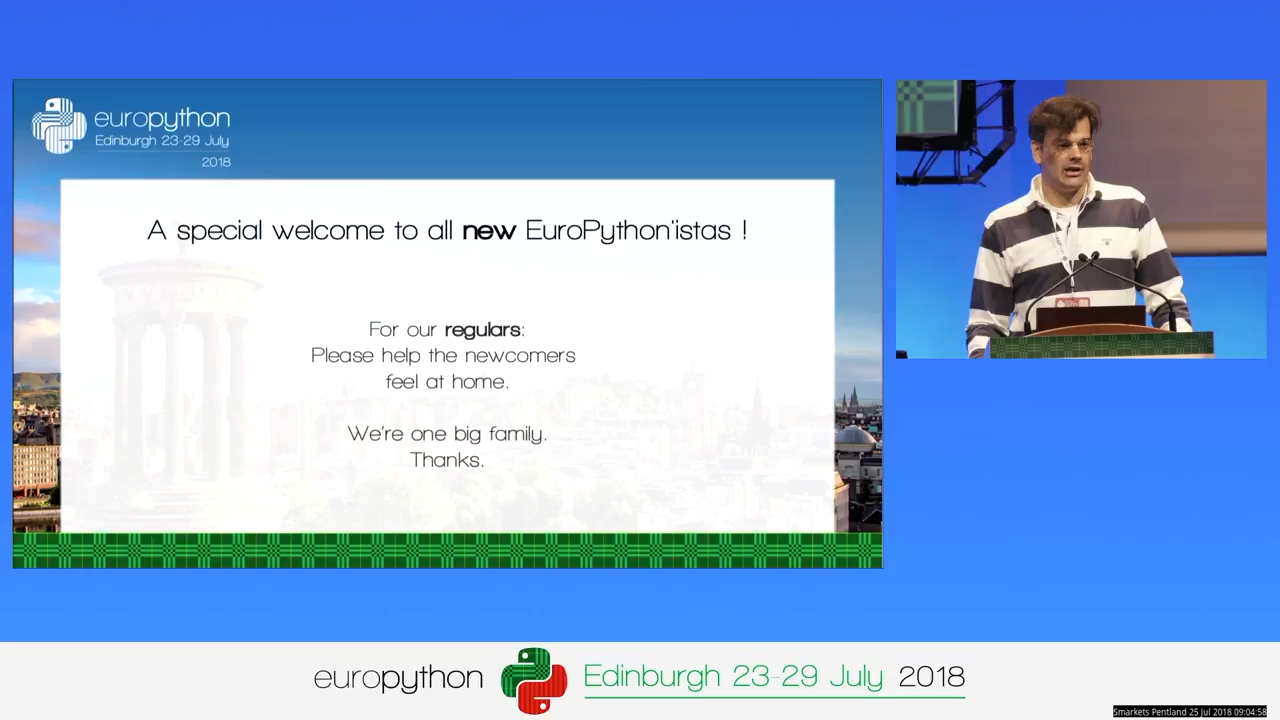 europython
Edinburgh 23-29 July
2018
A special welcome to all new EuroPython'istas !
For our regulars:
Please help the newcomers
feel at home.
We're one big family.
Thanks.
europython Edinburgh 23-29 July 2018
Smarkets Pentland 25 Jul 2018 09:04:58